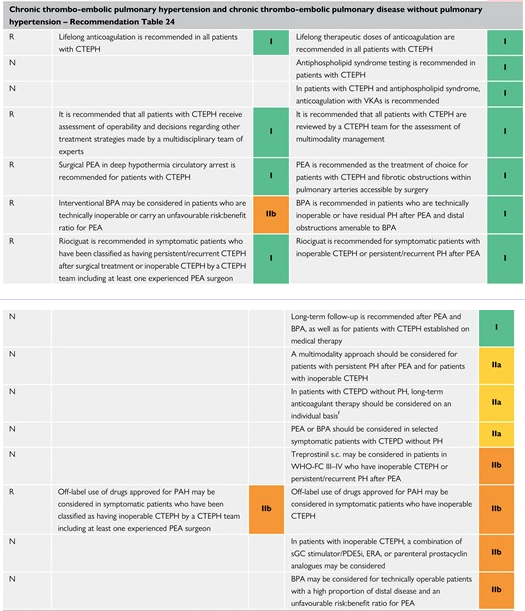 Chronic thrombo-embolic pulmonary hypertension and chronic thrombo-embolic pulmonary disease without pulmonary
hypertension – Recommendation Table 24
R
Lifelong anticoagulation is recommended in all patients
with CTEPH
I
Lifelong therapeutic doses of anticoagulation are
recommended in all patients with CTEPH
I
N
Antiphospholipid syndrome testing is recommended in
patients with CTEPH
I
N
In patients with CTEPH and antiphospholipid syndrome,
anticoagulation with VKAs is recommended
I
R
It is recommended that all patients with CTEPH receive
assessment of operability and decisions regarding other
treatment strategies made by a multidisciplinary team of
experts
I
It is recommended that all patients with CTEPH are
reviewed by a CTEPH team for the assessment of
multimodality management
I
R
Surgical PEA in deep hypothermia circulatory arrest is
recommended for patients with CTEPH
I
PEA is recommended as the treatment of choice for
patients with CTEPH and fibrotic obstructions within
pulmonary arteries accessible by surgery
I
R
Interventional BPA may be considered in patients who are
technically inoperable or carry an unfavourable risk:benefit
ratio for PEA
IIb
BPA is recommended in patients who are technically
inoperable or have residual PH after PEA and distal
obstructions amenable to BPA
I
R
Riociguat is recommended in symptomatic patients who
have been classified as having persistent/recurrent CTEPH
after surgical treatment or inoperable CTEPH by a CTEPH
team including at least one experienced PEA surgeon
I
Riociguat is recommended for symptomatic patients with
inoperable CTEPH or persistent/recurrent PH after PEA
I
N
Long-term follow-up is recommended after PEA and
BPA, as well as for patients with CTEPH established on
medical therapy
I
N
A multimodality approach should be considered for
patients with persistent PH after PEA and for patients
with inoperable CTEPH
IIa
N
In patients with CTEPD without PH, long-term
anticoagulant therapy should be considered on an
individual basis^f
IIa
N
PEA or BPA should be considered in selected
symptomatic patients with CTEPD without PH
IIa
N
Treprostinil s.c. may be considered in patients in
WHO-FC III–IV who have inoperable CTEPH or
persistent/recurrent PH after PEA
IIb
R
Off-label use of drugs approved for PAH may be
considered in symptomatic patients who have been
classified as having inoperable CTEPH by a CTEPH team
including at least one experienced PEA surgeon
IIb
Off-label use of drugs approved for PAH may be
considered in symptomatic patients who have inoperable
CTEPH
IIb
N
In patients with inoperable CTEPH, a combination of
sGC stimulator/PDE5i, ERA, or parenteral prostacyclin
analogues may be considered
IIb
N
BPA may be considered for technically operable patients
with a high proportion of distal disease and an
unfavourable risk:benefit ratio for PEA
IIb